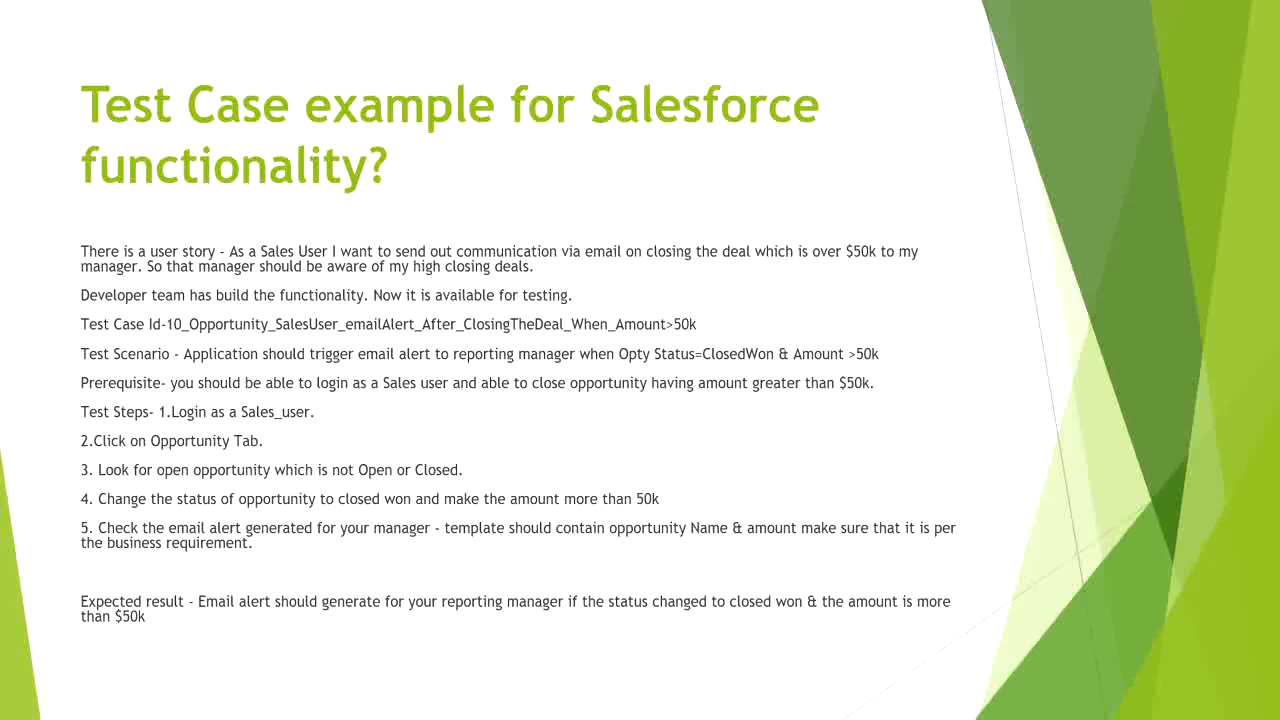 Test Case example for Salesforce
functionality?
There is a user story - As a Sales User I want to send out communication via email on closing the deal which is over $50k to my
manager. So that manager should be aware of my high closing deals.
Developer team has build the functionality. Now it is available for testing.
Test Case Id-10_Opportunity_SalesUser_emailAlert_After_ClosingTheDeal_When_Amount>50k
Test Scenario - Application should trigger email alert to reporting manager when Opty Status=ClosedWon & Amount >50k
Prerequisite- you should be able to login as a Sales user and able to close opportunity having amount greater than $50k.
Test Steps- 1.Login as a Sales_user.
2.Click on Opportunity Tab.
3. Look for open opportunity which is not Open or Closed.
4. Change the status of opportunity to closed won and make the amount more than 50k
5. Check the email alert generated for your manager - template should contain opportunity Name & amount make sure that it is per
the business requirement.
Expected result - Email alert should generate for your reporting manager if the status changed to closed won & the amount is more
than $50k